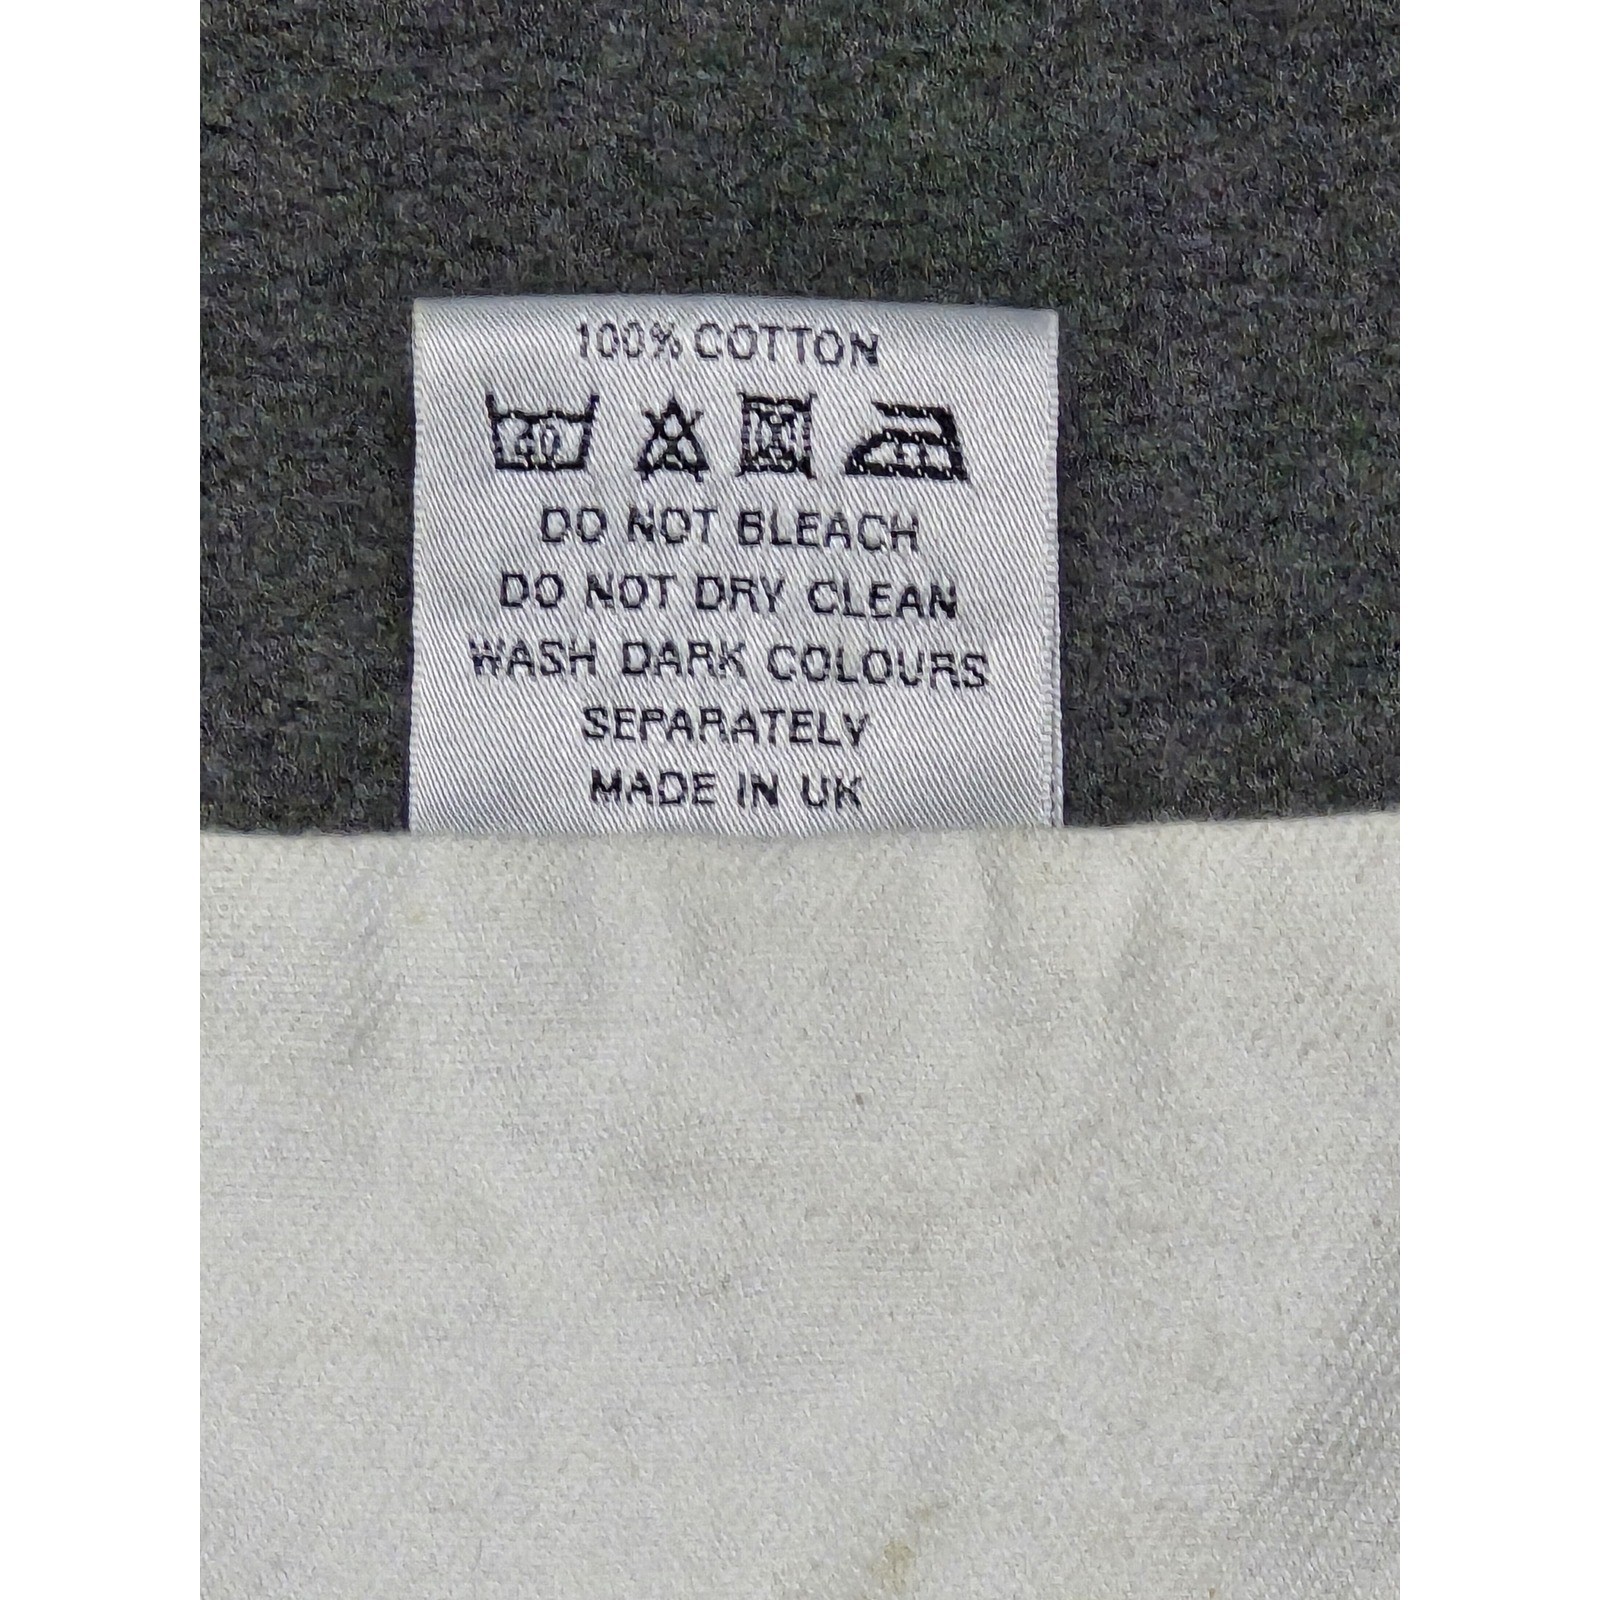 100% COTTON
DO NOT BLEACH
DO NOT DRY CLEAN
WASH DARK COLOURS
SEPARATELY
MADE IN UK